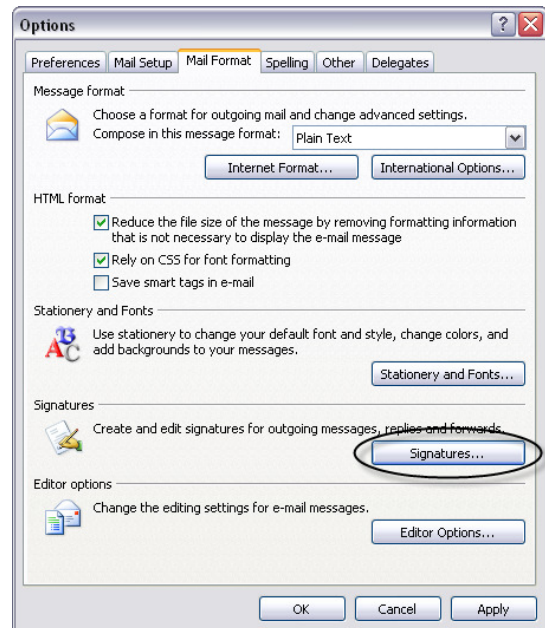 Options
Preferences Mail Setup Mail Format Spelling Other Delegates
Message format
Choose a format for outgoing mail and change advanced settings.
Compose in this message format: Plain Text
Internet Format... International Options...
HTML format
Reduce the file size of the message by removing formatting information
that is not necessary to display the e-mail message
Rely on CSS for font formatting
Save smart tags in e-mail
Stationery and Fonts
Use stationery to change your default font and style, change colors, and
add backgrounds to your messages.
Stationery and Fonts...
Signatures
Create and edit signatures for outgoing messages, replies and forwards.
Signatures...
Editor options
Change the editing settings for e-mail messages.
Editor Options...
OK Cancel Apply